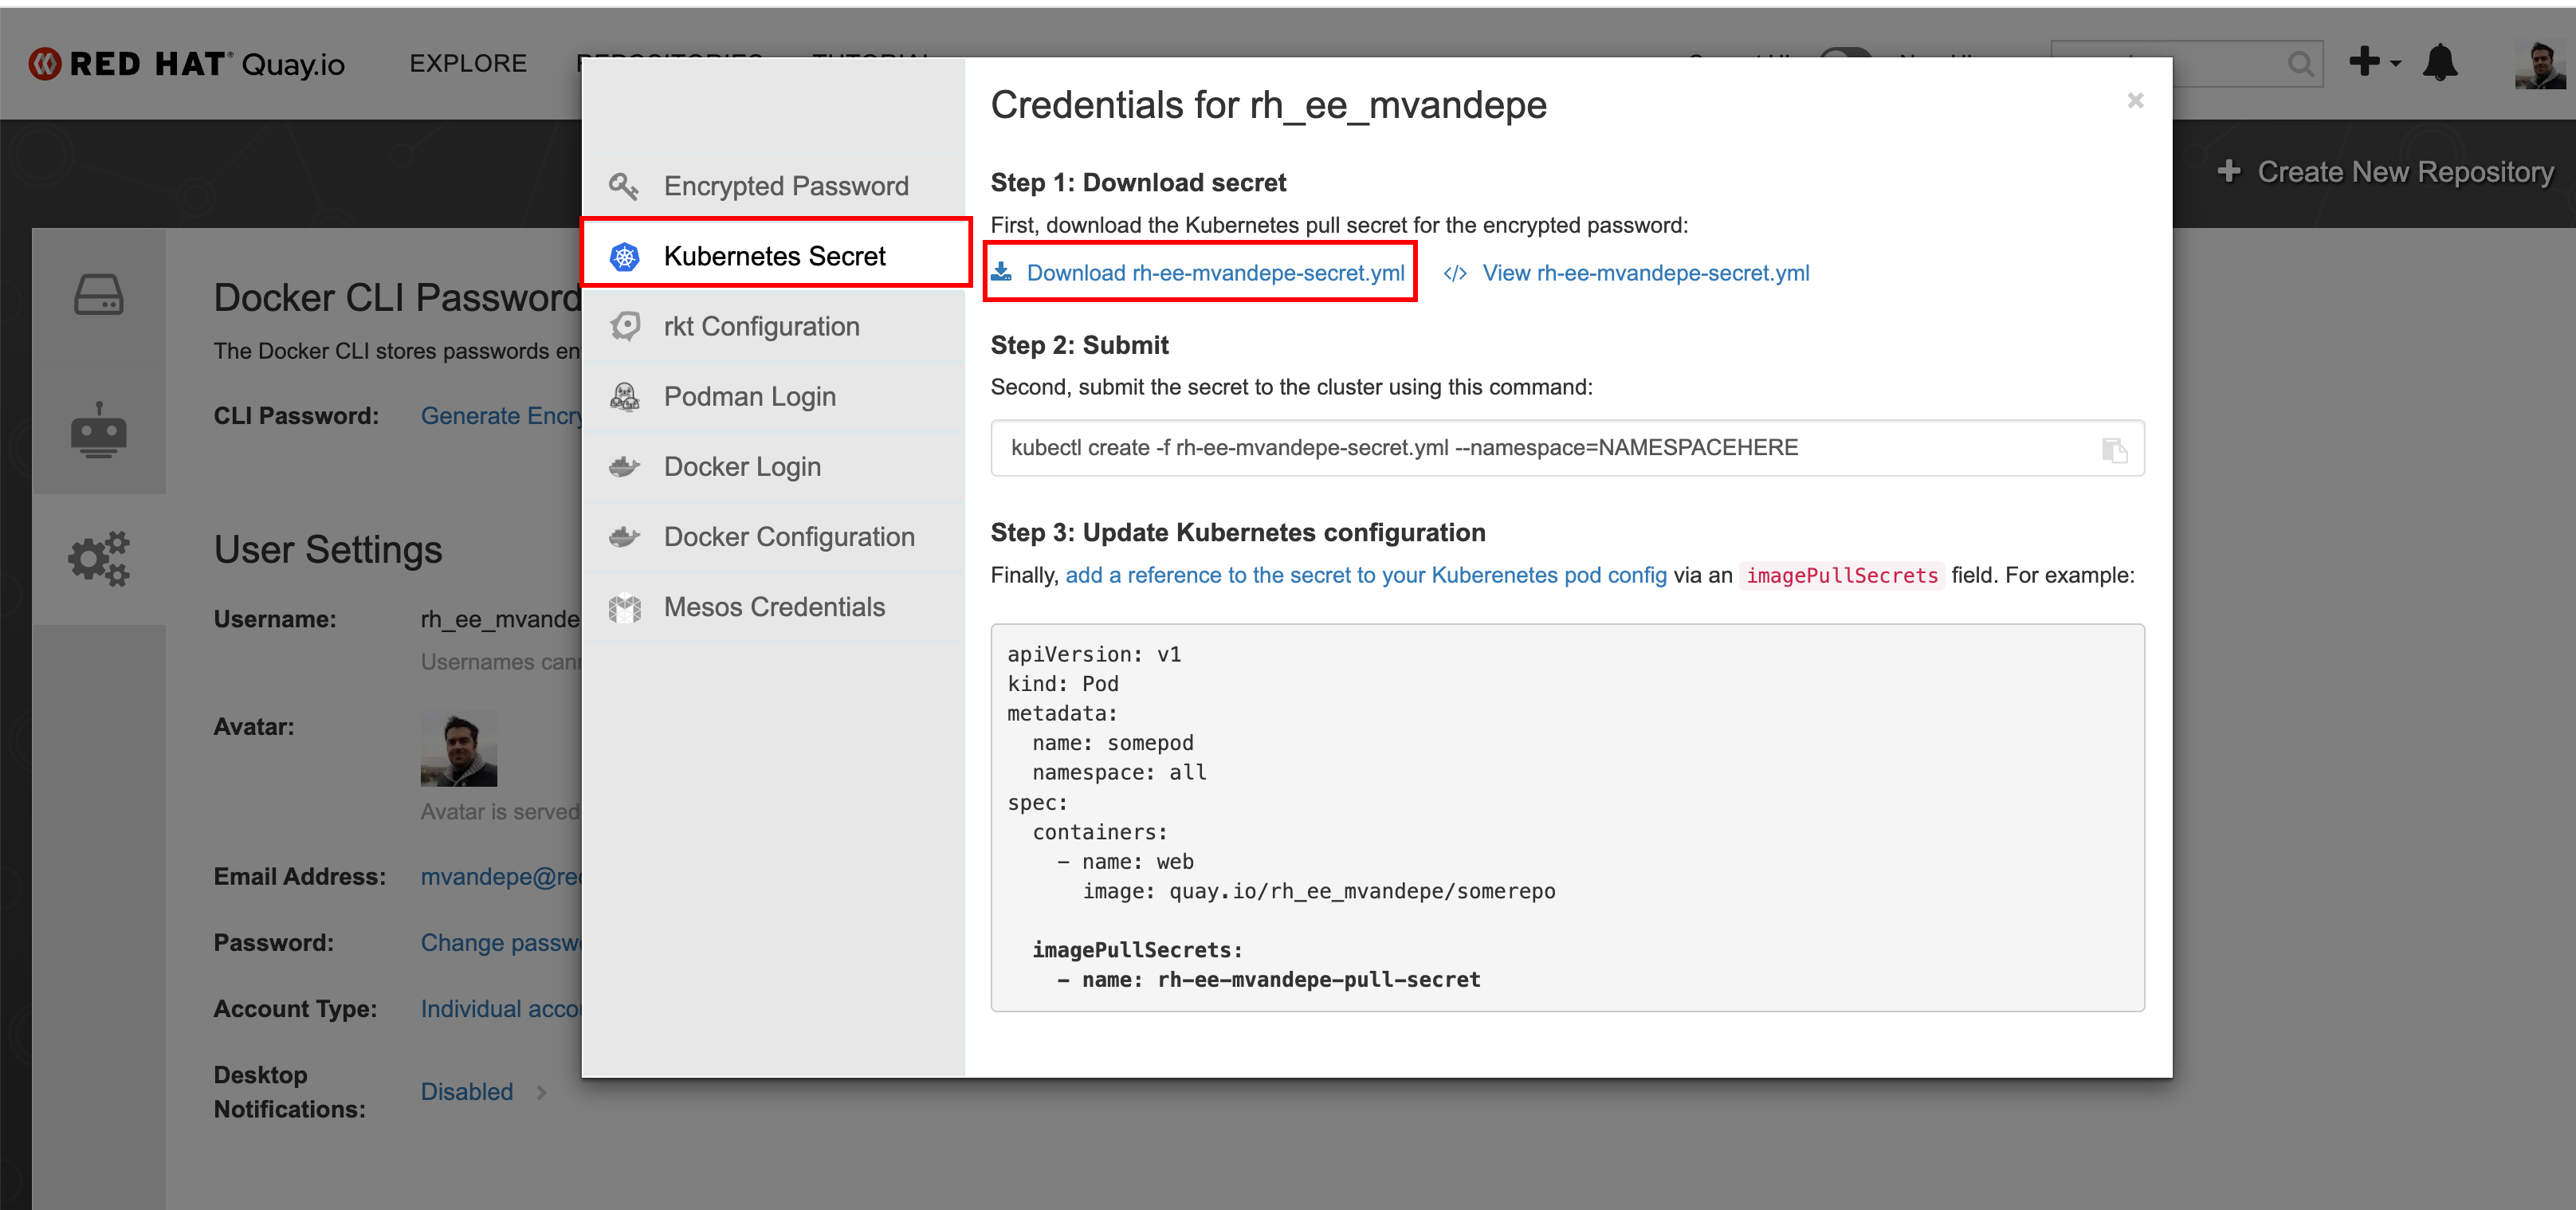 RED HAT® Quay.io
EXPLORE
REPOSITORIES
TUTORIAL
Create New Repository
Docker CLI Password
The Docker CLI stores passwords
CLI Password: Generate
User Settings
Username: rh_ee_mvande
Usernames
Avatar:
Avatar is served
Email Address: mvandepe@re
Password: Change
Account Type: Individual
Desktop
Notifications: Disabled
Encrypted Password
Kubernetes Secret
rkt Configuration
Podman Login
Docker Login
Docker Configuration
Mesos Credentials
Credentials for rh_ee_mvandepe
×
Step 1: Download secret
First, download the Kubernetes pull secret for the encrypted password:
Download rh-ee-mvandepe-secret.yml </> View rh-ee-mvandepe-secret.yml
Step 2: Submit
Second, submit the secret to the cluster using this command:
kubectl create -f rh-ee-mvandepe-secret.yml --namespace=NAMESPACEHERE
Step 3: Update Kubernetes configuration
Finally, add a reference to the secret to your Kuberenetes pod config via an imagePullSecrets field. For example:
apiVersion: v1
kind: Pod
metadata:
  name: somepod
  namespace: all
spec:
  containers:
    - name: web
      image: quay.io/rh_ee_mvandepe/somerepo
  imagePullSecrets:
    - name: rh-ee-mvandepe-pull-secret